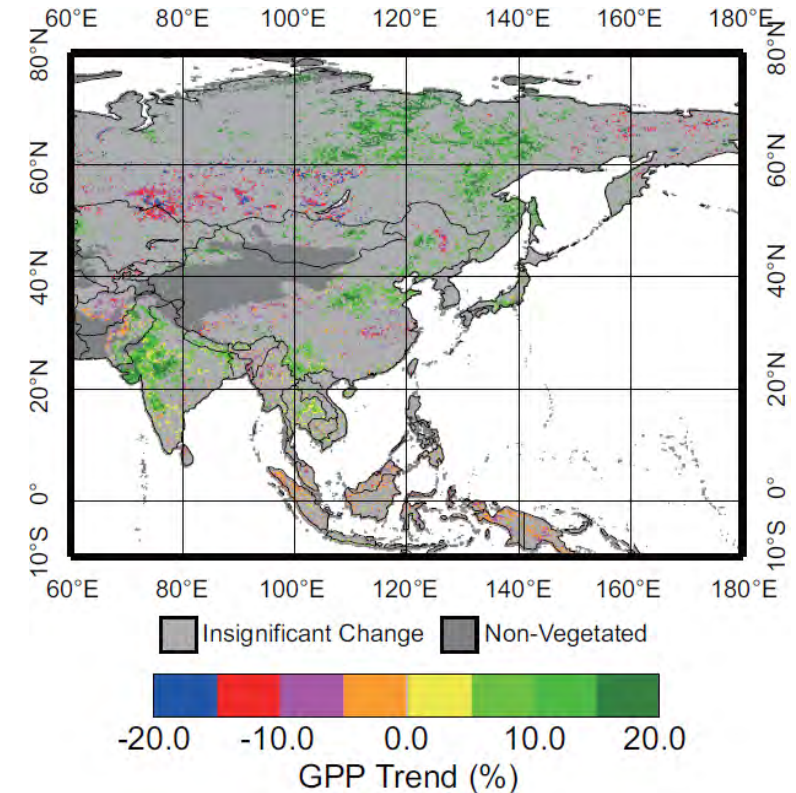 60°E 80°E 100°E 120°E 140°E 160°E 180°E
80°N 80°N
60°N 60°N
40°N 40°N
20°N 20°N
0° 0°
10°S 10°S
60°E 80°E 100°E 120°E 140°E 160°E 180°E
Insignificant Change Non-Vegetated
-20.0 -10.0 0.0 10.0 20.0
GPP Trend (%)